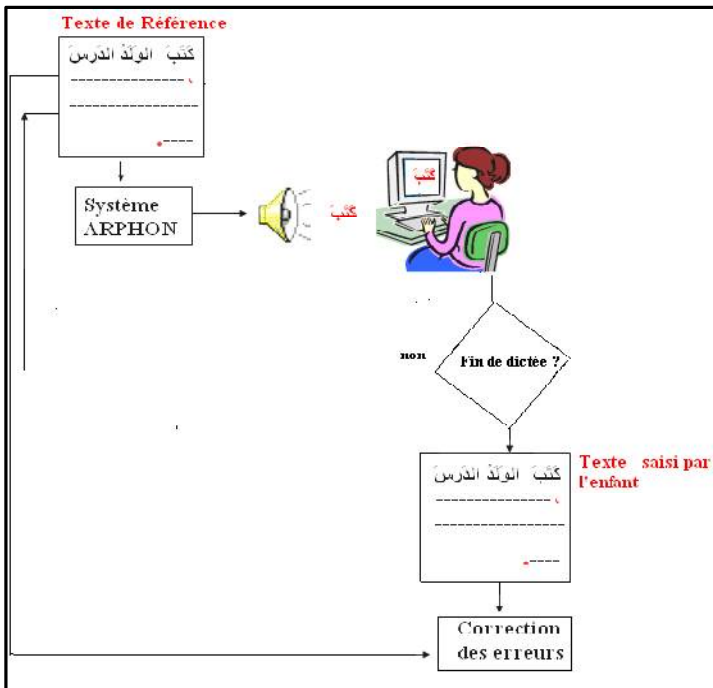 Texte de Référence
كَتَبَ الوَلَدُ الدَرسَ
Système
ARPHON
كَتَبَ
كَتَبَ
non
Fin de dictée ?
كَتَبَ الوَلَدُ الدَرسَ
Texte saisi par
l'enfant
Correction
des erreurs